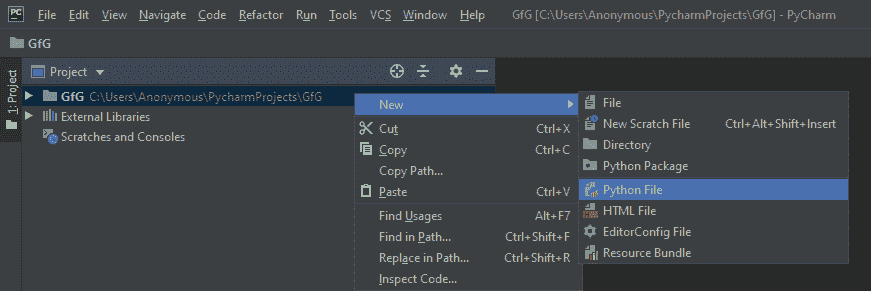 PC File Edit View Navigate Code Refactor Run Tools VCS Window Help GfG [C:\Users\Anonymous\PycharmProjects\GfG] - PyCharm
GfG
1: Project
Project
GfG C:\Users\Anonymous\PycharmProjects\GfG
External Libraries
Scratches and Consoles
New
Cut Ctrl+X
Copy Ctrl+C
Copy Path...
Paste Ctrl+V
Find Usages Alt+F7
Find in Path... Ctrl+Shift+F
Replace in Path... Ctrl+Shift+R
Inspect Code...
File
New Scratch File Ctrl+Alt+Shift+Insert
Directory
Python Package
Python File
HTML File
EditorConfig File
Resource Bundle